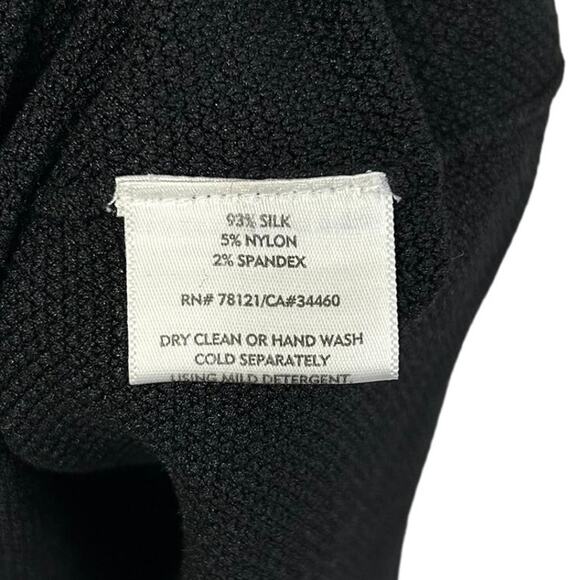 93% SILK
5% NYLON
2% SPANDEX
RN# 78121/CA#34460
DRY CLEAN OR HAND WASH
COLD SEPARATELY
USING MILD DETERGENT